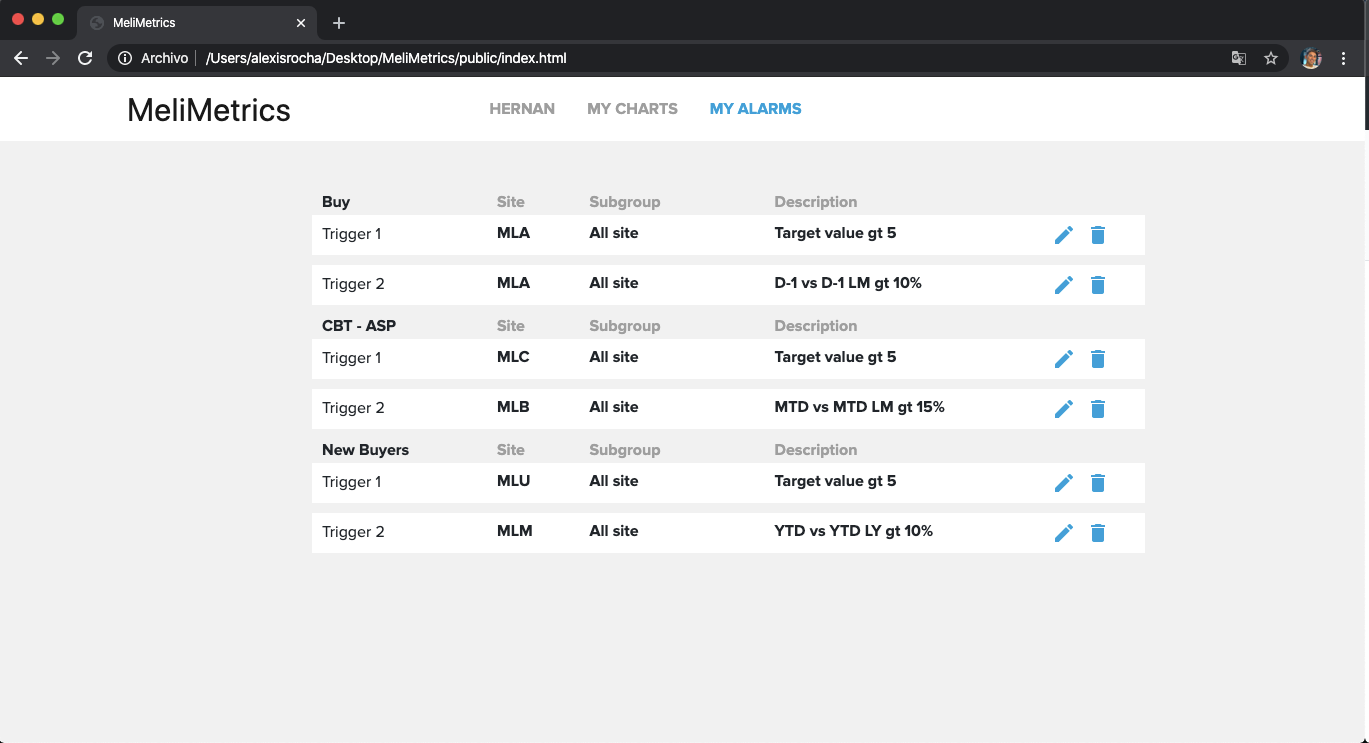 MeliMetrics
Archivo /Users/alexisrocha/Desktop/MeliMetrics/public/index.html
MeliMetrics HERNAN MY CHARTS MY ALARMS
Buy Site Subgroup Description
Trigger 1 MLA All site Target value gt 5
Trigger 2 MLA All site D-1 vs D-1 LM gt 10%
CBT - ASP Site Subgroup Description
Trigger 1 MLC All site Target value gt 5
Trigger 2 MLB All site MTD vs MTD LM gt 15%
New Buyers Site Subgroup Description
Trigger 1 MLU All site Target value gt 5
Trigger 2 MLM All site YTD vs YTD LY gt 10%